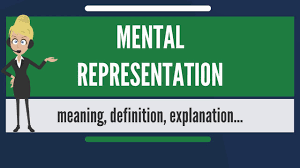 MENTAL
REPRESENTATION
meaning, definition, explanation...